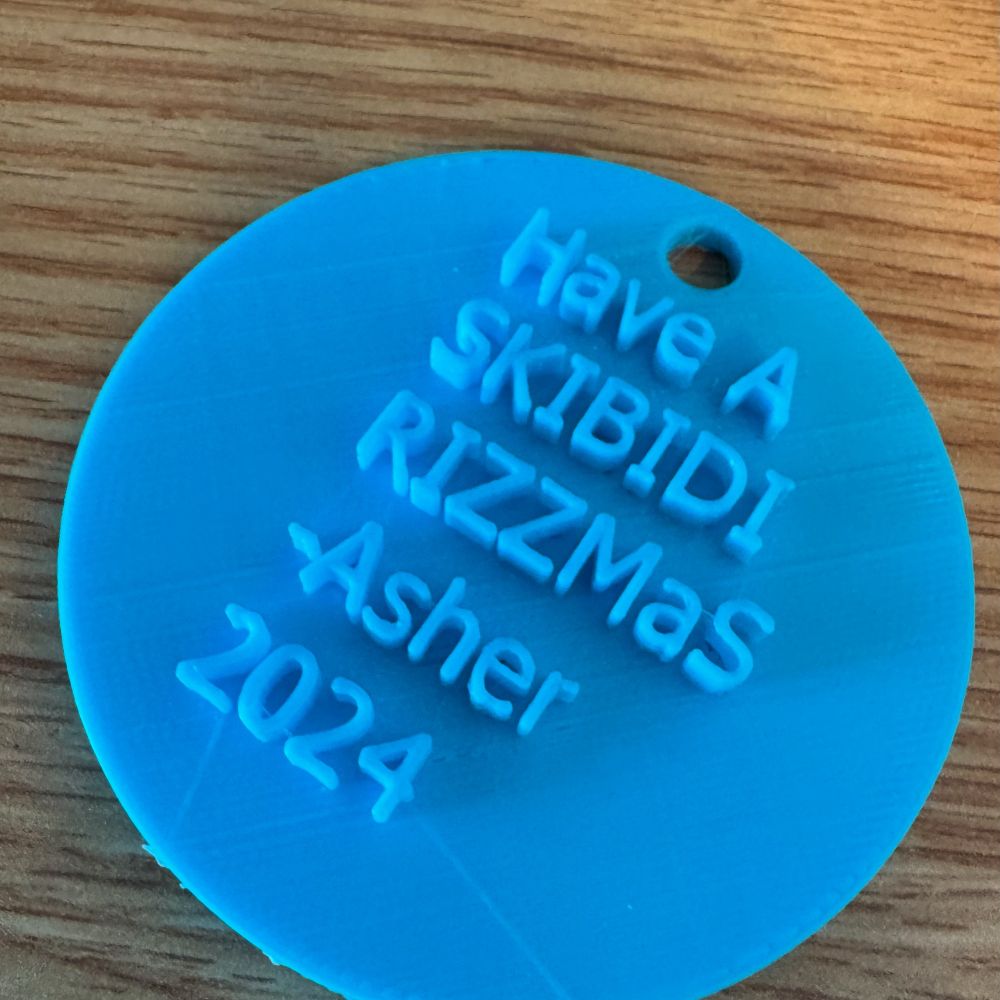 Have A
SKIBIDI
RIZZMaS
-Asher
2024